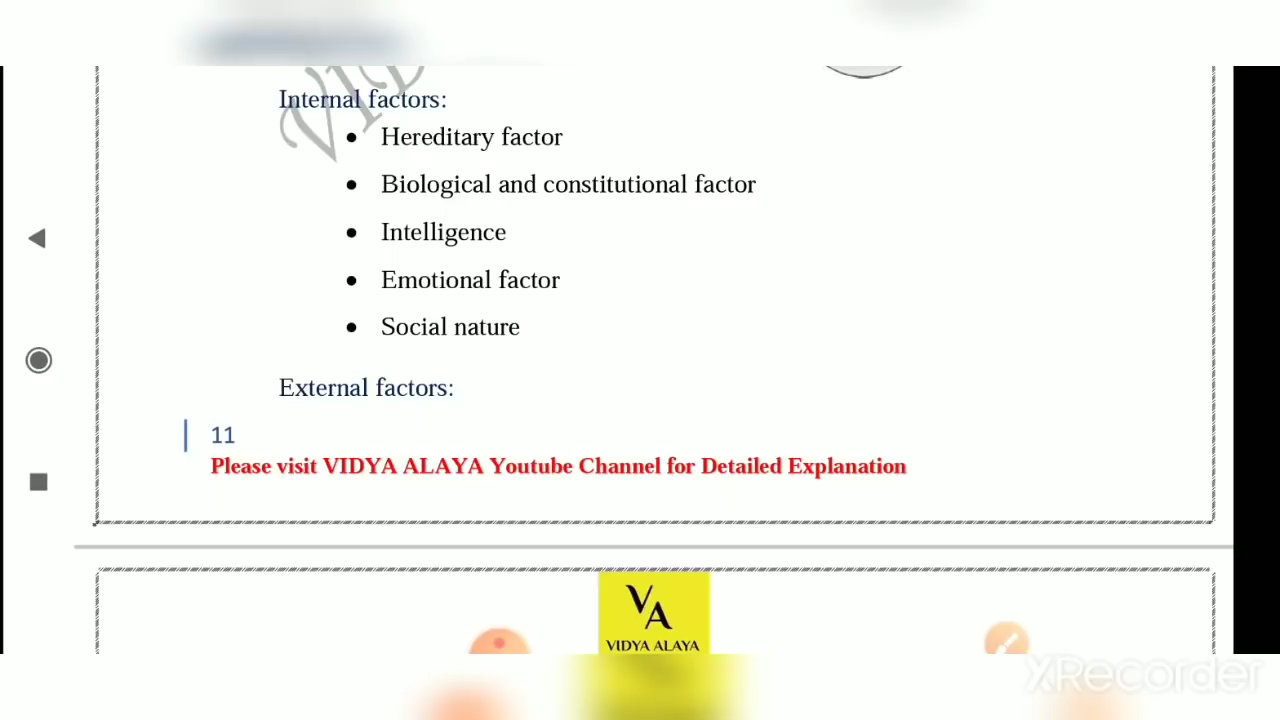 Internal factors:
• Hereditary factor
• Biological and constitutional factor
• Intelligence
• Emotional factor
• Social nature
External factors:
11
Please visit VIDYA ALAYA Youtube Channel for Detailed Explanation
VA
VIDYA ALAYA
XRecorder